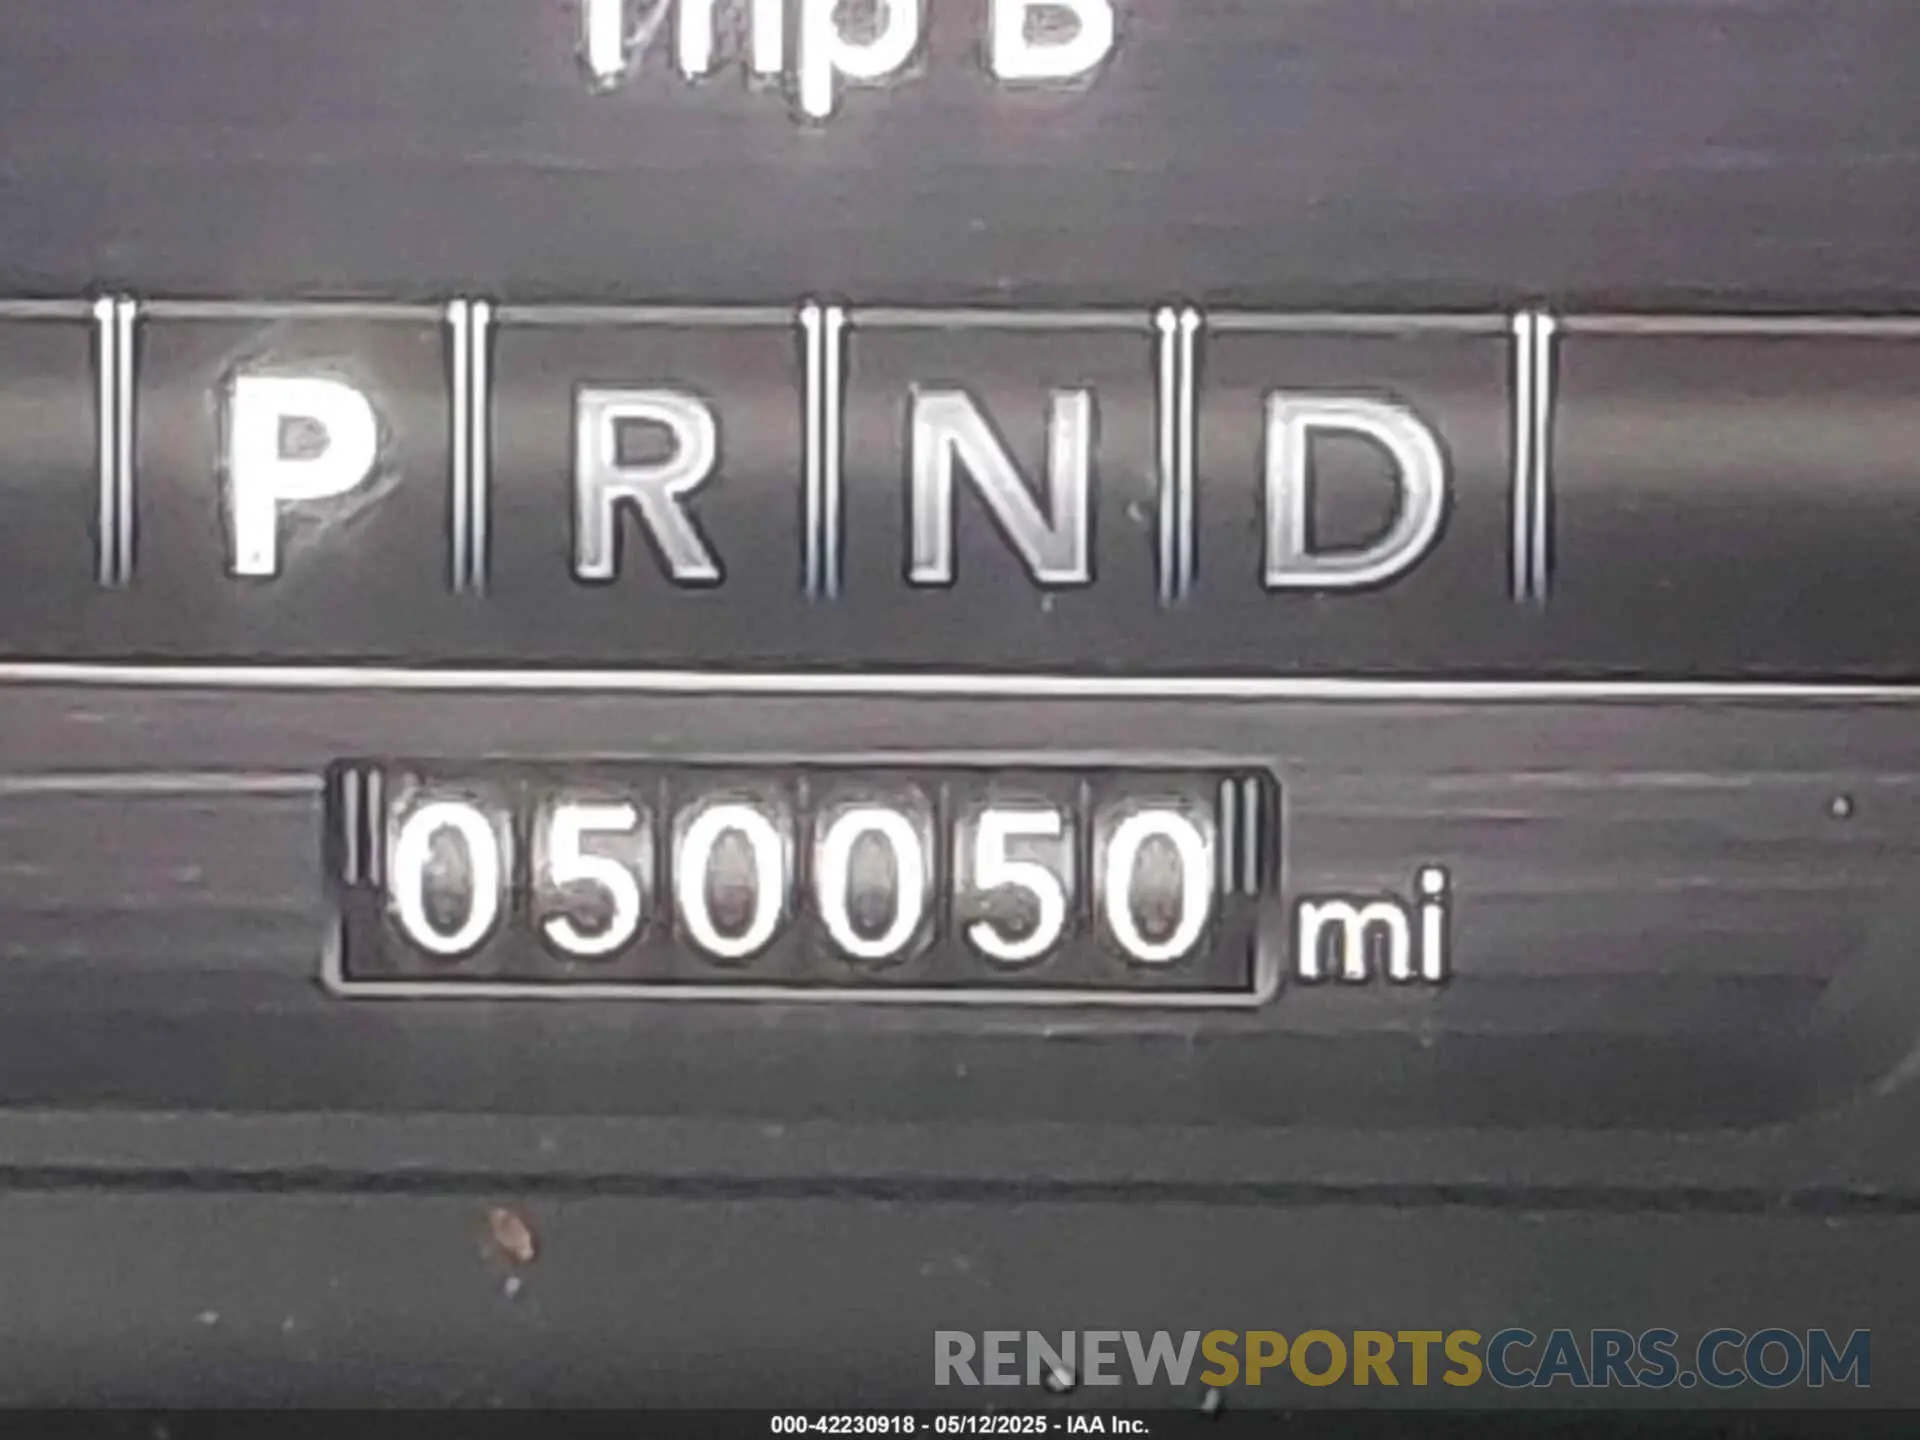 Trip B
P R N D
050050 mi
RENEWSPORTSCARS.COM
000-42230918 - 05/12/2025 - IAA Inc.